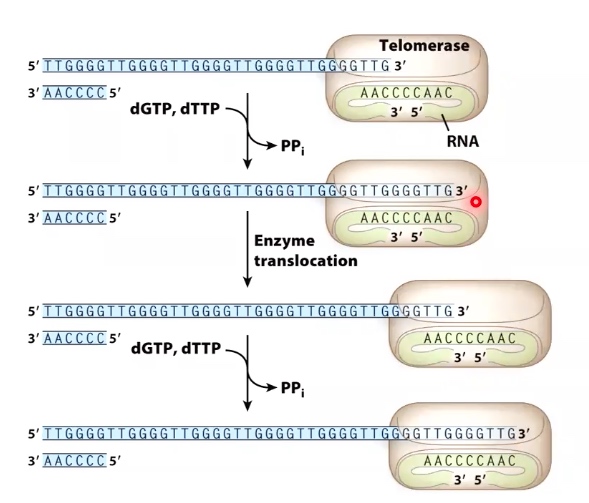 Telomerase
5′ TTGGGGTTGGGGTTGGGGTTGGGGTTGGGGTTG 3′
3′ AACCCC 5′
AACCCCAAC
3′ 5′
dGTP, dTTP
RNA
PPi
5′ TTGGGGTTGGGGTTGGGGTTGGGGTTGGGGTTGGGGTTG 3′
3′ AACCCC 5′
AACCCCAAC
3′ 5′
Enzyme
translocation
5′ TTGGGGTTGGGGTTGGGGTTGGGGTTGGGGTTGGGGTTG 3′
3′ AACCCC 5′
AACCCCAAC
3′ 5′
dGTP, dTTP
PPi
5′ TTGGGGTTGGGGTTGGGGTTGGGGTTGGGGTTGGGGTTGGGGTTG 3′
3′ AACCCC 5′
AACCCCAAC
3′ 5′